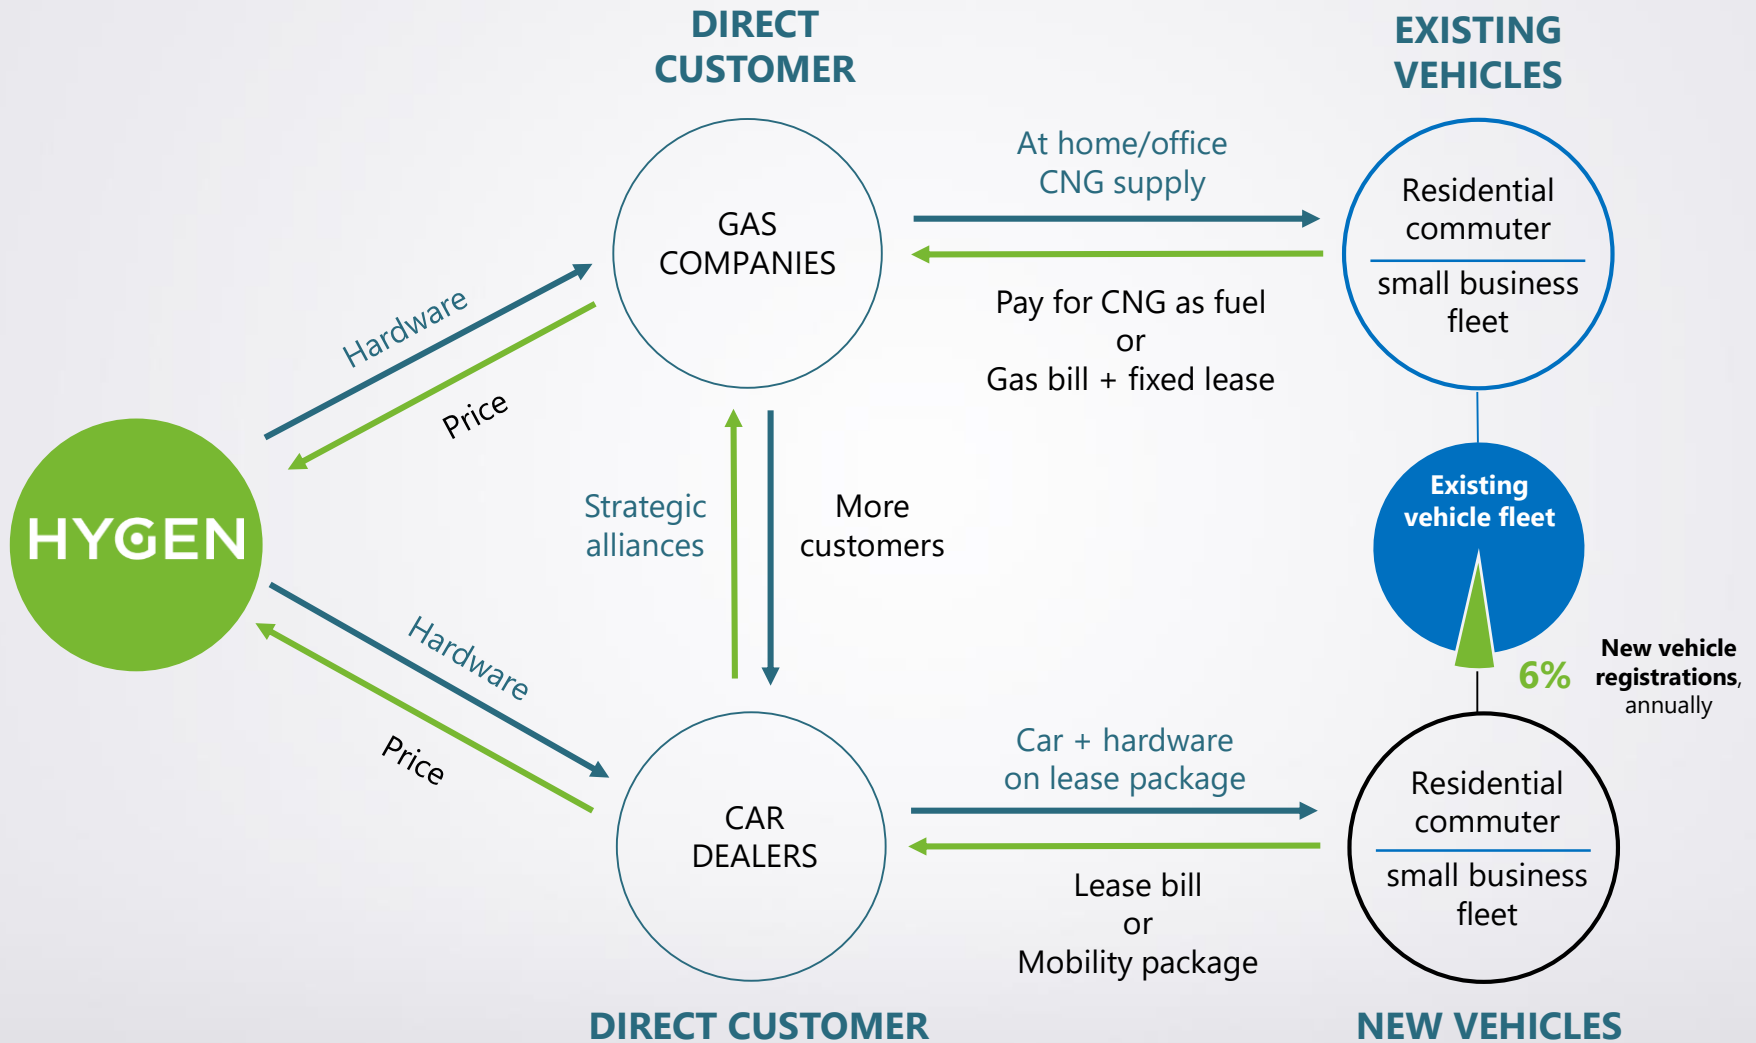 DIRECT
CUSTOMER
EXISTING
VEHICLES
GAS
COMPANIES
At home/office
CNG supply
Pay for CNG as fuel
or
Gas bill + fixed lease
Residential
commuter
small business
fleet
Hardware
Price
HYGEN
Strategic
alliances
More
customers
Existing
vehicle fleet
6%
New vehicle
registrations,
annually
Hardware
Price
CAR
DEALERS
Car + hardware
on lease package
Lease bill
or
Mobility package
Residential
commuter
small business
fleet
DIRECT CUSTOMER
NEW VEHICLES